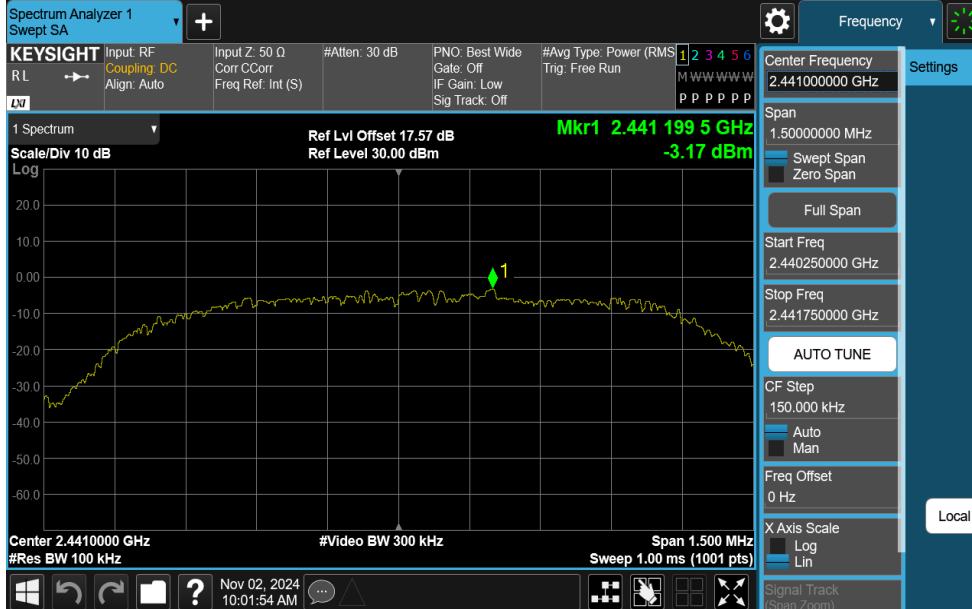 Spectrum Analyzer 1
Swept SA
Frequency
KEYSIGHT
R L
LXI
Input: RF
Coupling: DC
Align: Auto
Input Z: 50 Ω
Corr CCorr
Freq Ref: Int (S)
#Atten: 30 dB
PNO: Best Wide
Gate: Off
IF Gain: Low
Sig Track: Off
#Avg Type: Power (RMS
Trig: Free Run
1 2 3 4 5 6
M W W W W W
P P P P P P
1 Spectrum
Scale/Div 10 dB
Ref Lvl Offset 17.57 dB
Ref Level 30.00 dBm
Mkr1 2.441 199 5 GHz
-3.17 dBm
Log
20.0
10.0
0.00
-10.0
-20.0
-30.0
-40.0
-50.0
-60.0
1
Center 2.4410000 GHz
#Res BW 100 kHz
#Video BW 300 kHz
Span 1.500 MHz
Sweep 1.00 ms (1001 pts)
Nov 02, 2024
10:01:54 AM
Center Frequency
2.441000000 GHz
Span
1.50000000 MHz
Swept Span
Zero Span
Full Span
Start Freq
2.440250000 GHz
Stop Freq
2.441750000 GHz
AUTO TUNE
CF Step
150.000 kHz
Auto
Man
Freq Offset
0 Hz
X Axis Scale
Log
Lin
Signal Track
(Span Zoom)
Settings
Local